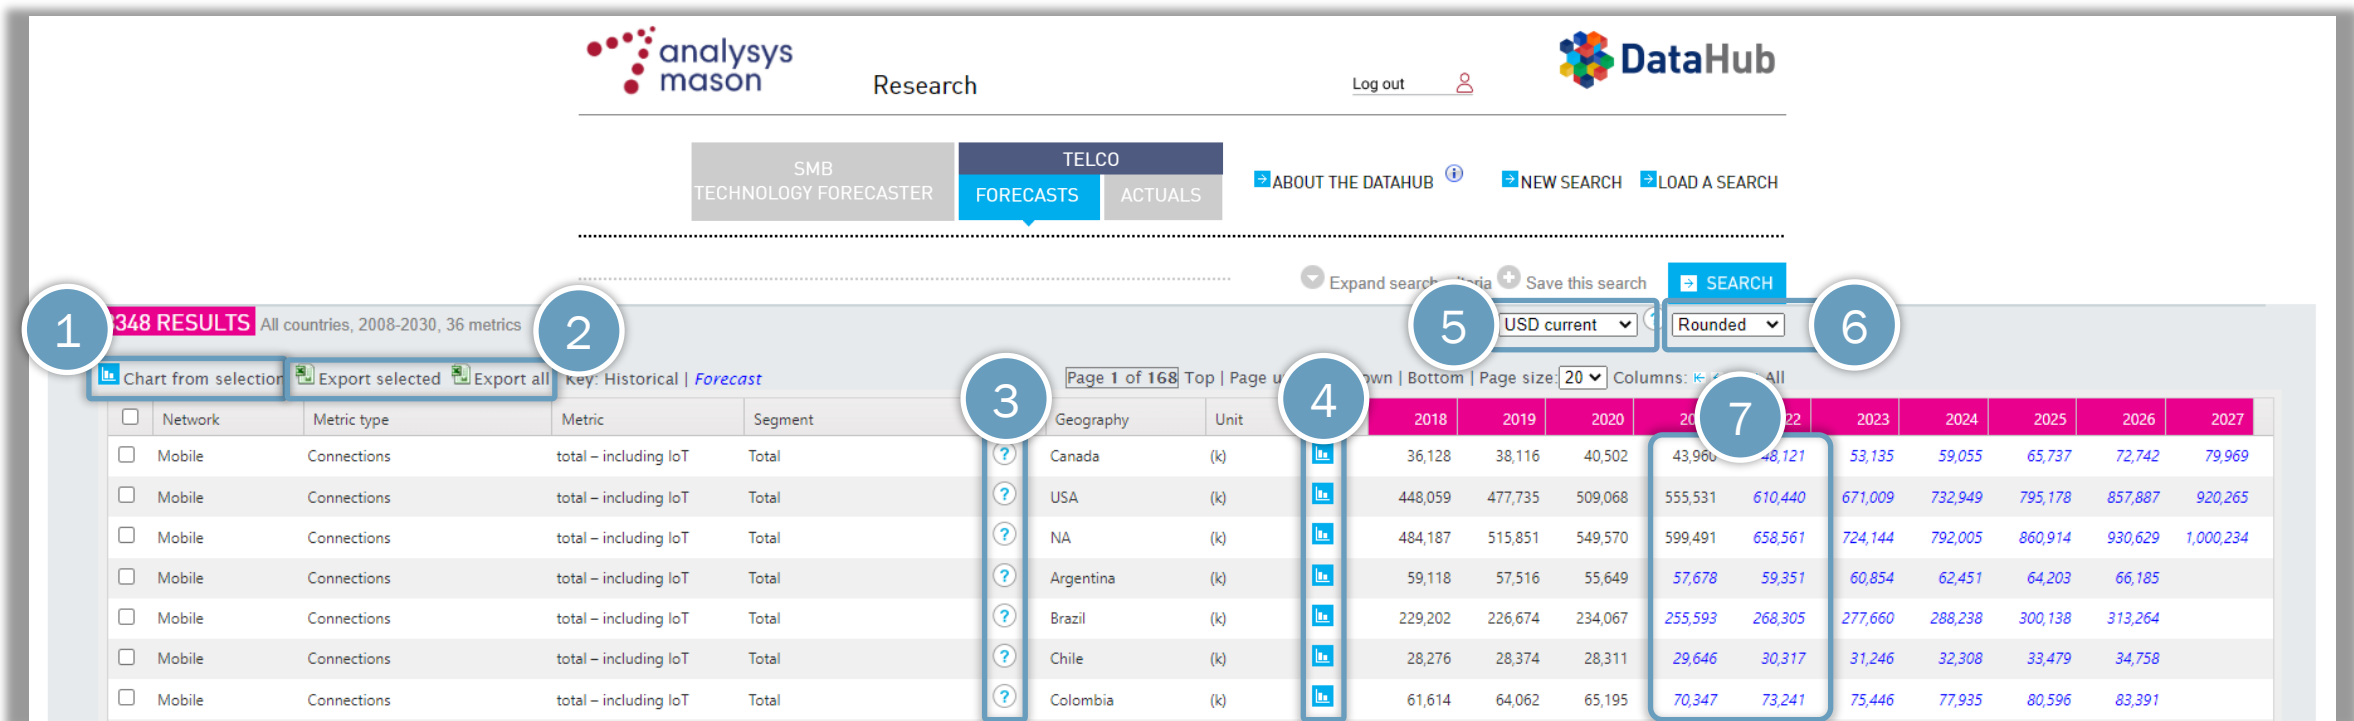 analysys
mason
Research
Log out
DataHub
SMB
TECHNOLOGY FORECASTER
TELCO
FORECASTS
ACTUALS
ABOUT THE DATAHUB
NEW SEARCH
LOAD A SEARCH
Expand search
Save this search
SEARCH
1
348 RESULTS
All countries, 2008-2030, 36 metrics
2
5
USD current
Rounded
6
Chart from selection
Export selected
Export all
Key: Historical | Forecast
3
Page 1 of 168 Top | Page
4
| Bottom | Page size: 20
Columns:
All
7
Network Metric type Metric Segment Geography Unit 2018 2019 2020 2023 2024 2025 2026 2027
Mobile Connections total – including IoT Total ? Canada (k) 36,128 38,116 40,502 43,960 48,121 53,135 59,055 65,737 72,742 79,969
Mobile Connections total – including IoT Total ? USA (k) 448,059 477,735 509,068 555,531 610,440 671,009 732,949 795,178 857,887 920,265
Mobile Connections total – including IoT Total ? NA (k) 484,187 515,851 549,570 599,491 658,561 724,144 792,005 860,914 930,629 1,000,234
Mobile Connections total – including IoT Total ? Argentina (k) 59,118 57,516 55,649 57,678 59,351 60,854 62,451 64,203 66,185
Mobile Connections total – including IoT Total ? Brazil (k) 229,202 226,674 234,067 255,593 268,305 277,660 288,238 300,138 313,264
Mobile Connections total – including IoT Total ? Chile (k) 28,276 28,374 28,311 29,646 30,317 31,246 32,308 33,479 34,758
Mobile Connections total – including IoT Total ? Colombia (k) 61,614 64,062 65,195 70,347 73,241 75,446 77,935 80,596 83,391